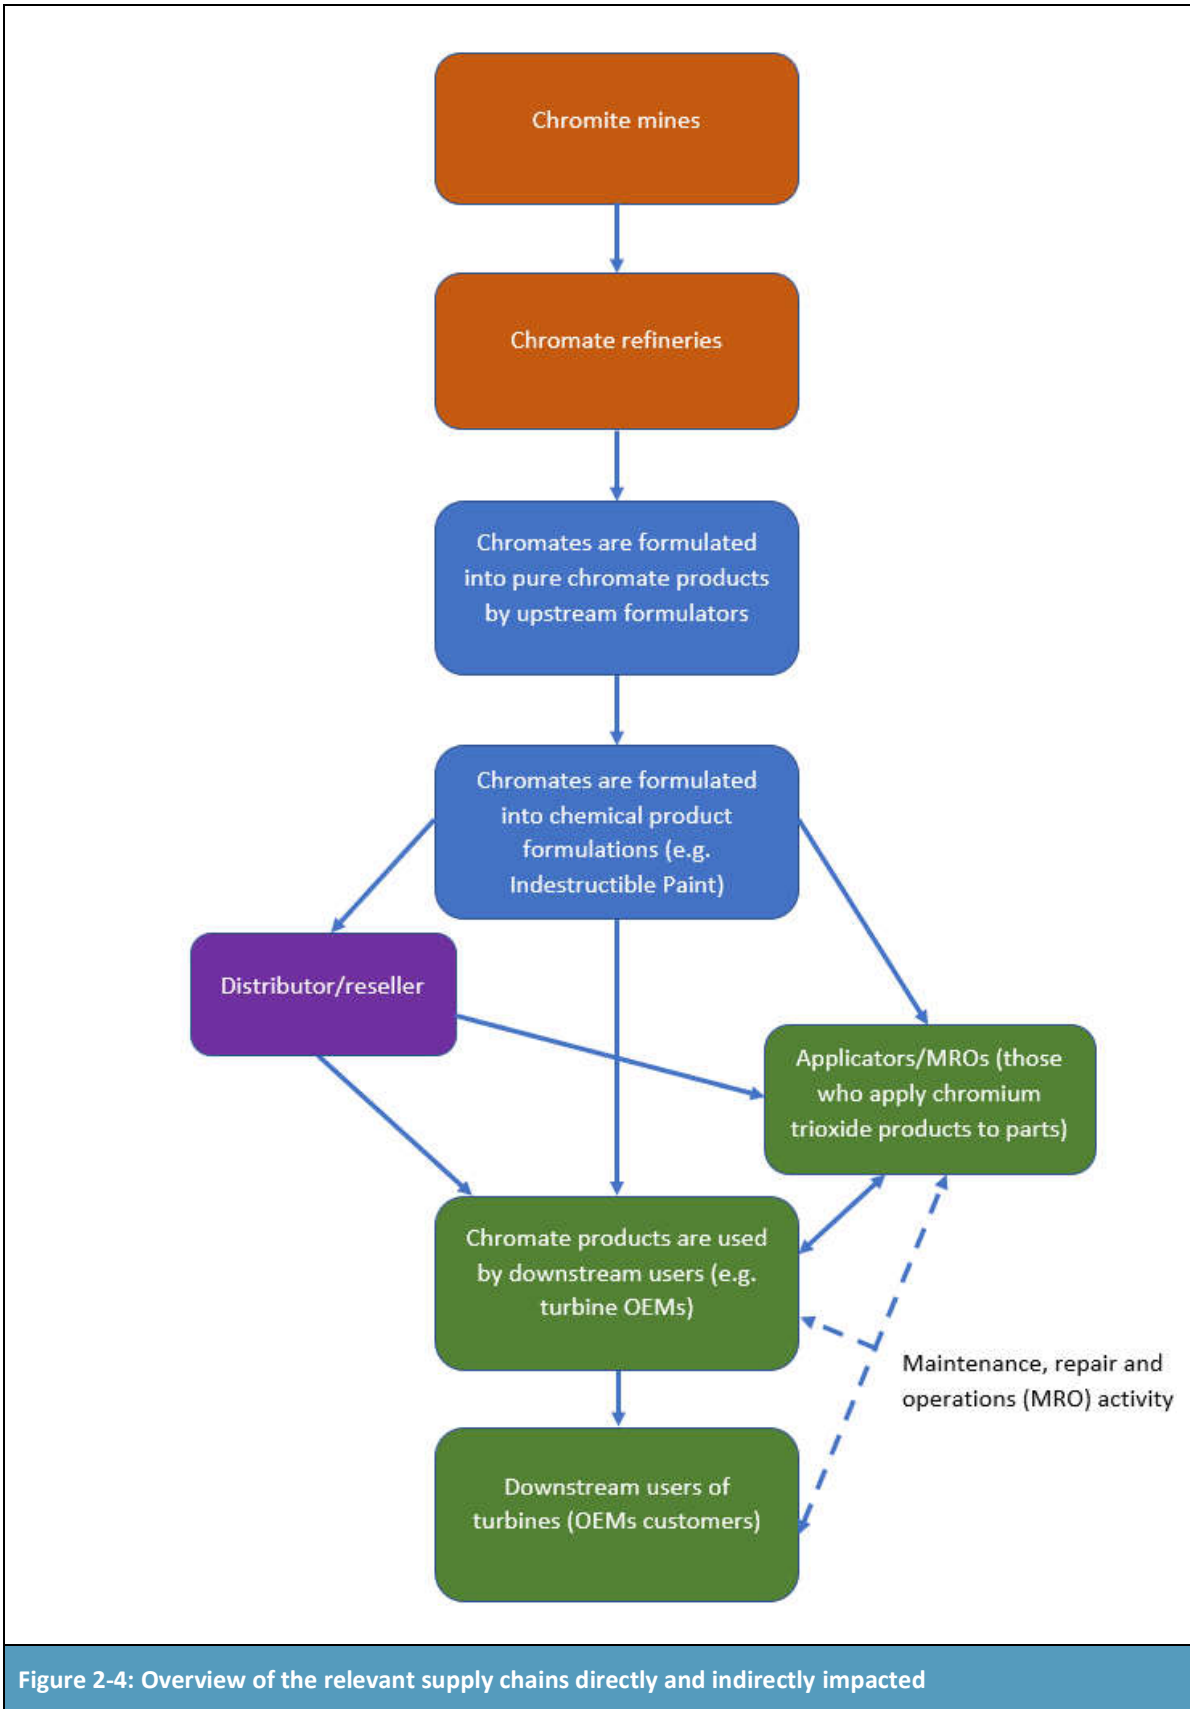 Chromite mines
Chromate refineries
Chromates are formulated
into pure chromate products
by upstream formulators
Chromates are formulated
into chemical product
formulations (e.g.
Indestructible Paint)
Distributor/reseller
Applicators/MROs (those
who apply chromium
trioxide products to parts)
Chromate products are used
by downstream users (e.g.
turbine OEMs)
Maintenance, repair and
operations (MRO) activity
Downstream users of
turbines (OEMs customers)
Figure 2-4: Overview of the relevant supply chains directly and indirectly impacted